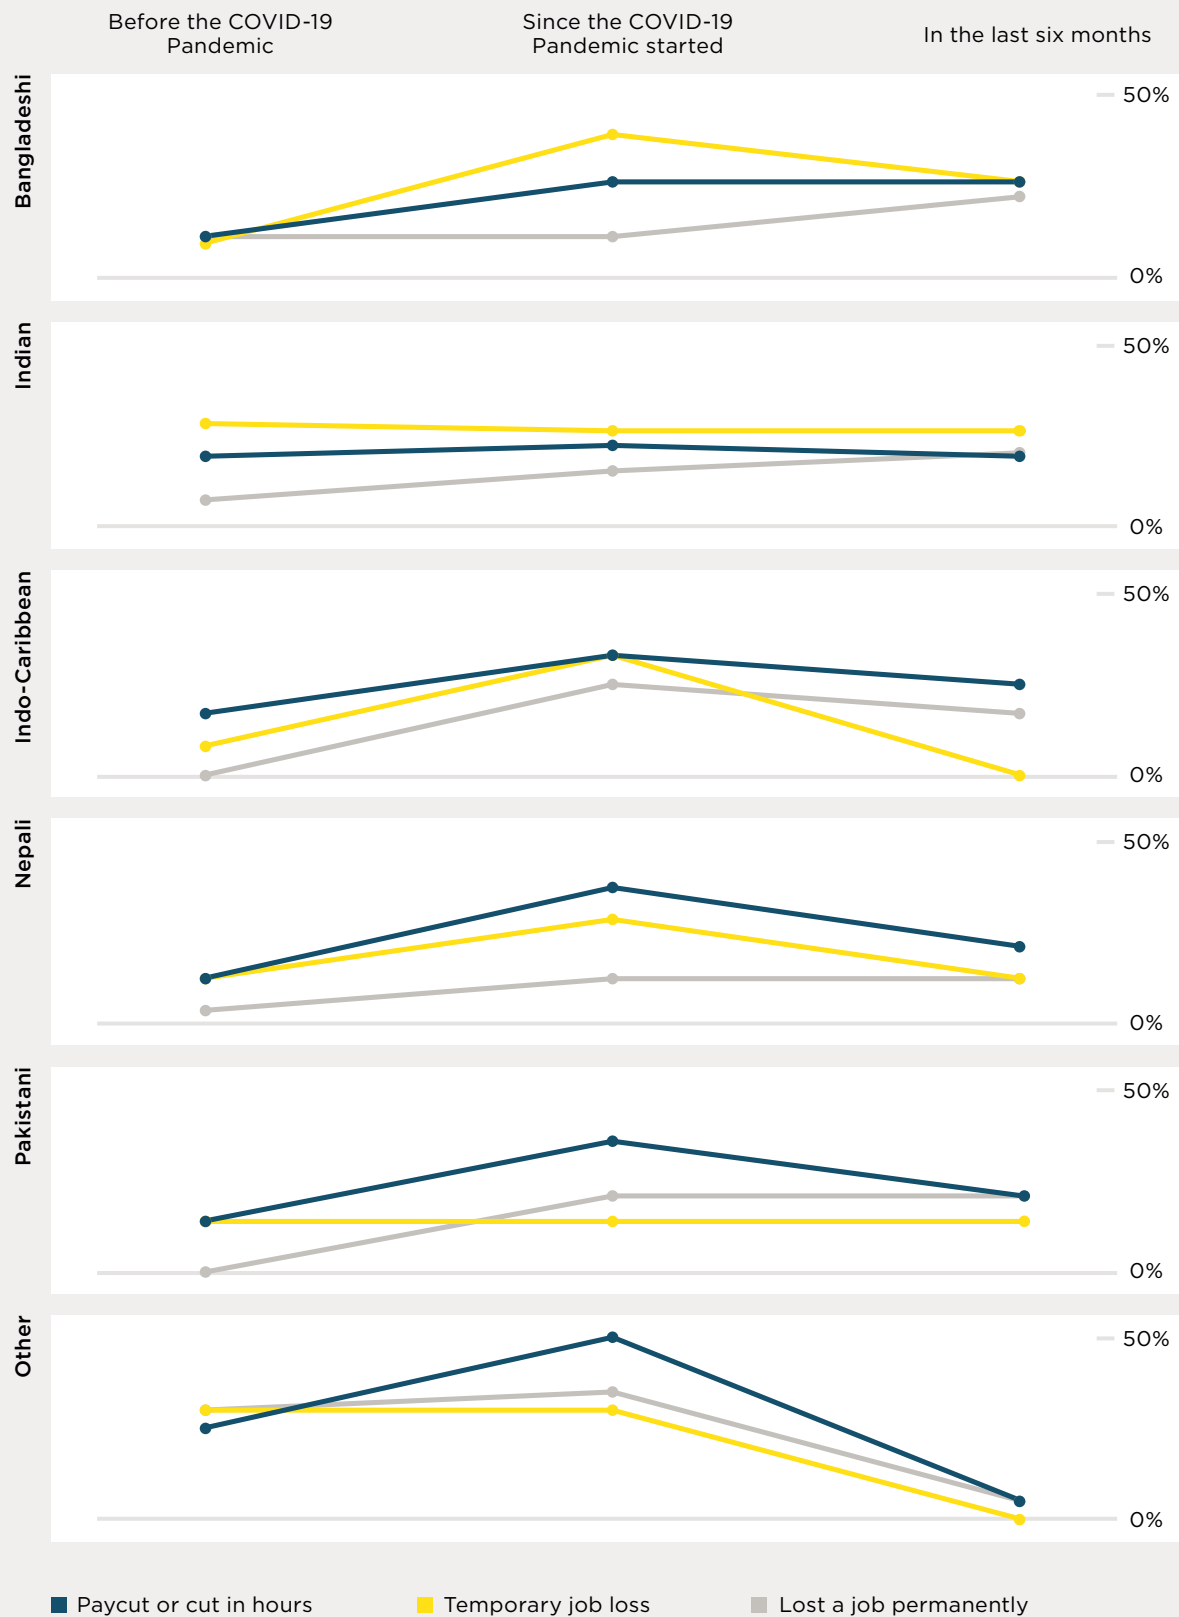 Before the COVID-19
Pandemic
Since the COVID-19
Pandemic started
In the last six months
Bangladeshi
50%
0%
Indian
50%
0%
Indo-Caribbean
50%
0%
Nepali
50%
0%
Pakistani
50%
0%
Other
50%
0%
Paycut or cut in hours
Temporary job loss
Lost a job permanently